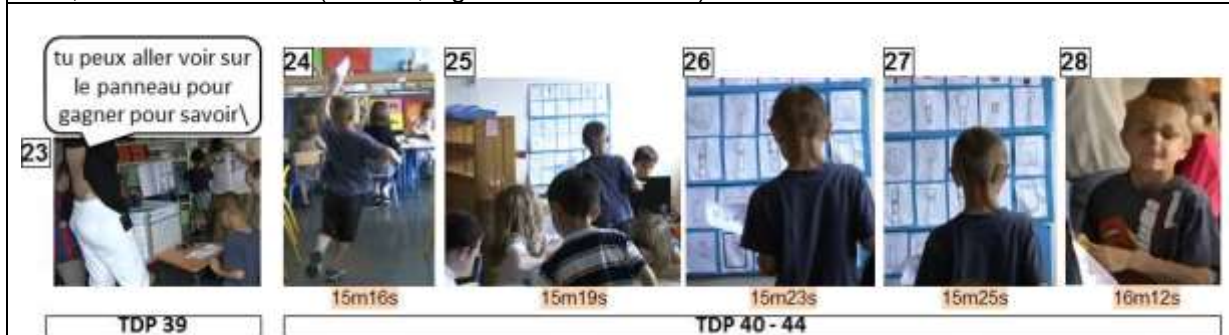 tu peux aller voir sur
le panneau pour
gagner pour savoir\
23
24
25
26
27
28
15m16s
15m19s
15m23s
15m25s
16m12s
TDP 39
TDP 40 - 44